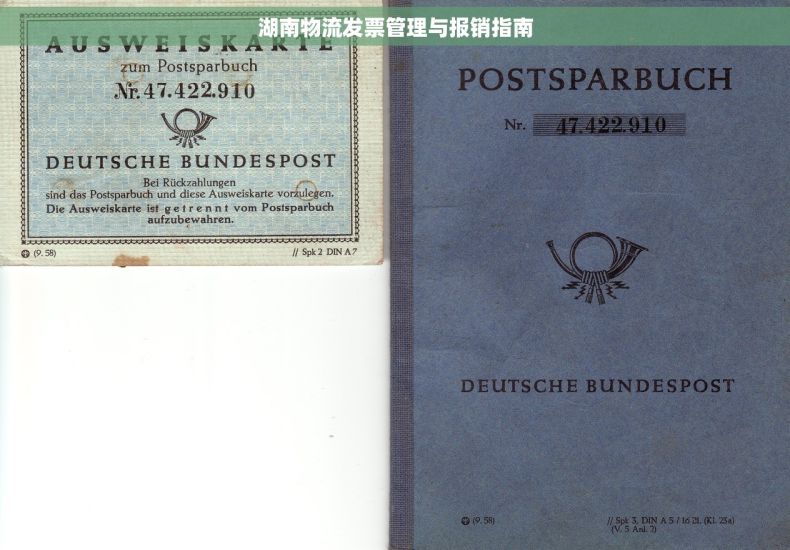 湖南物流发票管理与报销指南
AUSWEISKARTE
zum Postsparbuch
Nr. 47.422.910
DEUTSCHE BUNDESPOST
Bei Rückzahlungen
sind das Postsparbuch und diese Ausweiskarte vorzulegen.
Die Ausweiskarte ist getrennt vom Postsparbuch
aufzubewahren.
(9. 58)
// Spk 2 DIN A 7
POSTSPARBUCH
Nr. 47.422.910
DEUTSCHE BUNDESPOST
(9. 58)
// Spk 3, DIN A 5 / 16 Bl. (Kl. 23a)
(V. 5 Anl. 2)